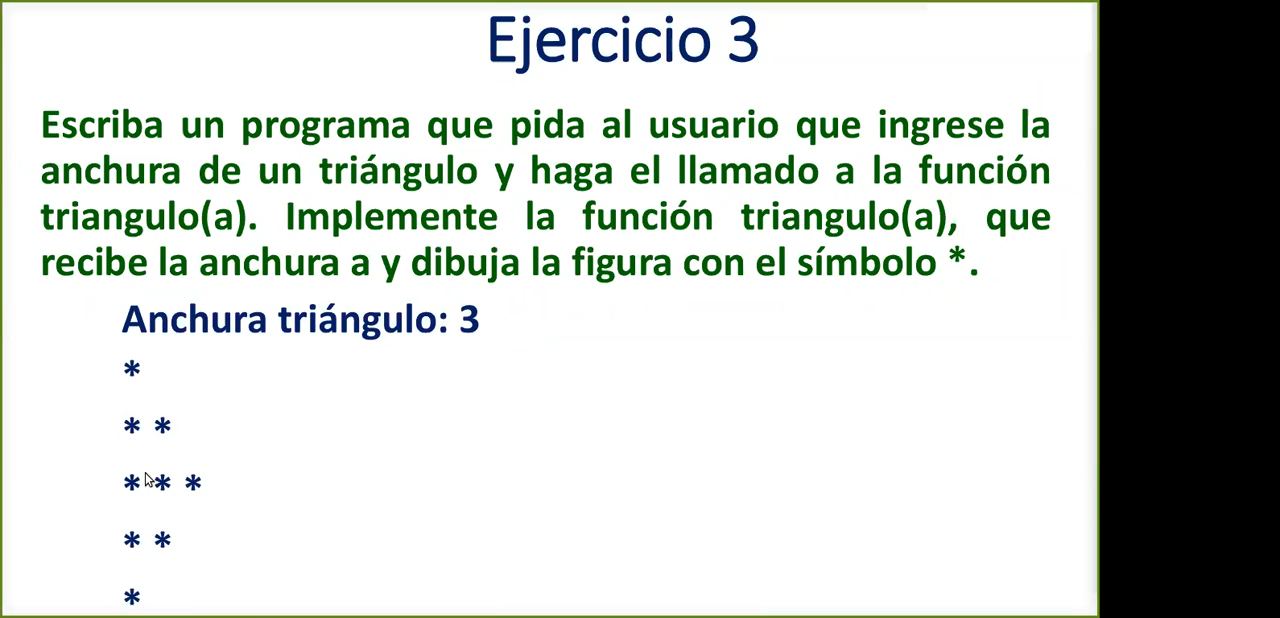 Ejercicio 3
Escriba un programa que pida al usuario que ingrese la
anchura de un triángulo y haga el llamado a la función
triangulo(a). Implemente la función triangulo(a), que
recibe la anchura a y dibuja la figura con el símbolo *.
Anchura triángulo: 3
*
* *
* * *
* *
*